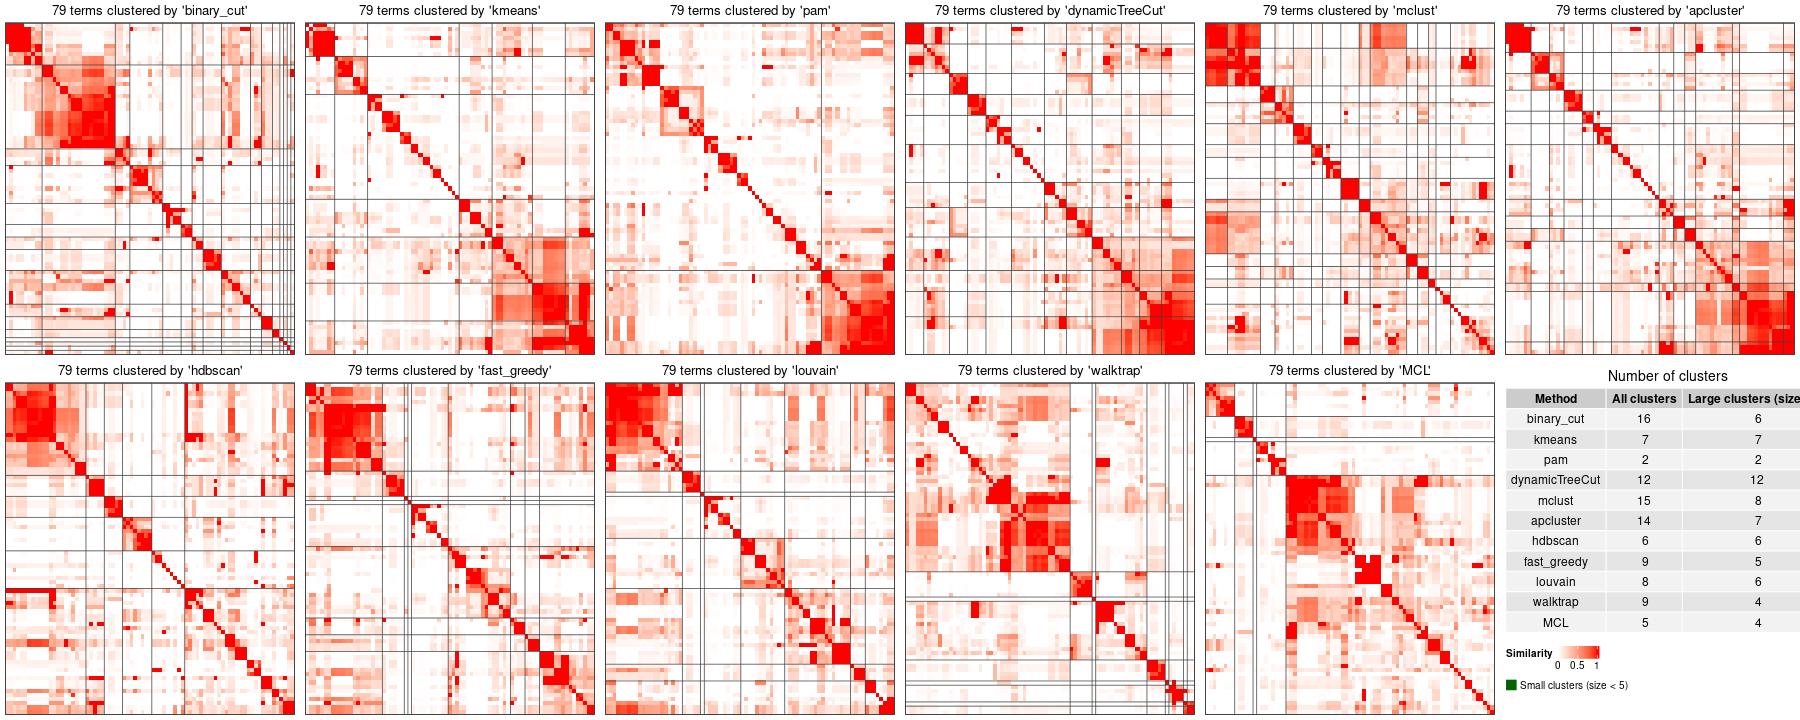 79 terms clustered by 'binary_cut'
79 terms clustered by 'kmeans'
79 terms clustered by 'pam'
79 terms clustered by 'dynamicTreeCut'
79 terms clustered by 'mclust'
79 terms clustered by 'apcluster'
79 terms clustered by 'hdbscan'
79 terms clustered by 'fast_greedy'
79 terms clustered by 'louvain'
79 terms clustered by 'walktrap'
79 terms clustered by 'MCL'
Number of clusters
Method All clusters Large clusters (size
binary_cut 16 6
kmeans 7 7
pam 2 2
dynamicTreeCut 12 12
mclust 15 8
apcluster 14 7
hdbscan 6 6
fast_greedy 9 5
louvain 8 6
walktrap 9 4
MCL 5 4
Similarity
0 0.5 1
Small clusters (size < 5)